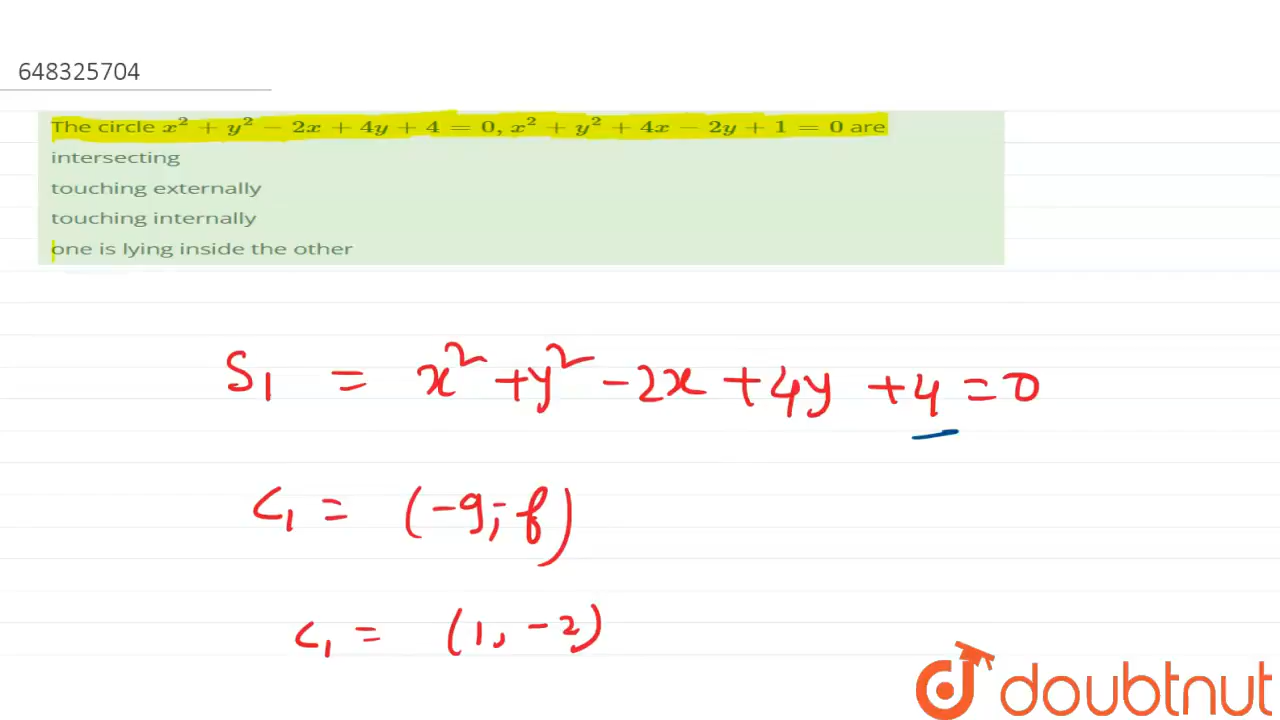 648325704
The circle x² + y² − 2x + 4y + 4 = 0, x² + y² + 4x − 2y + 1 = 0 are
intersecting
touching externally
touching internally
one is lying inside the other
S₁ = x² + y² − 2x + 4y + 4 = 0
C₁ = (−g, −f)
C₁ = (1, −2)
doubtnut